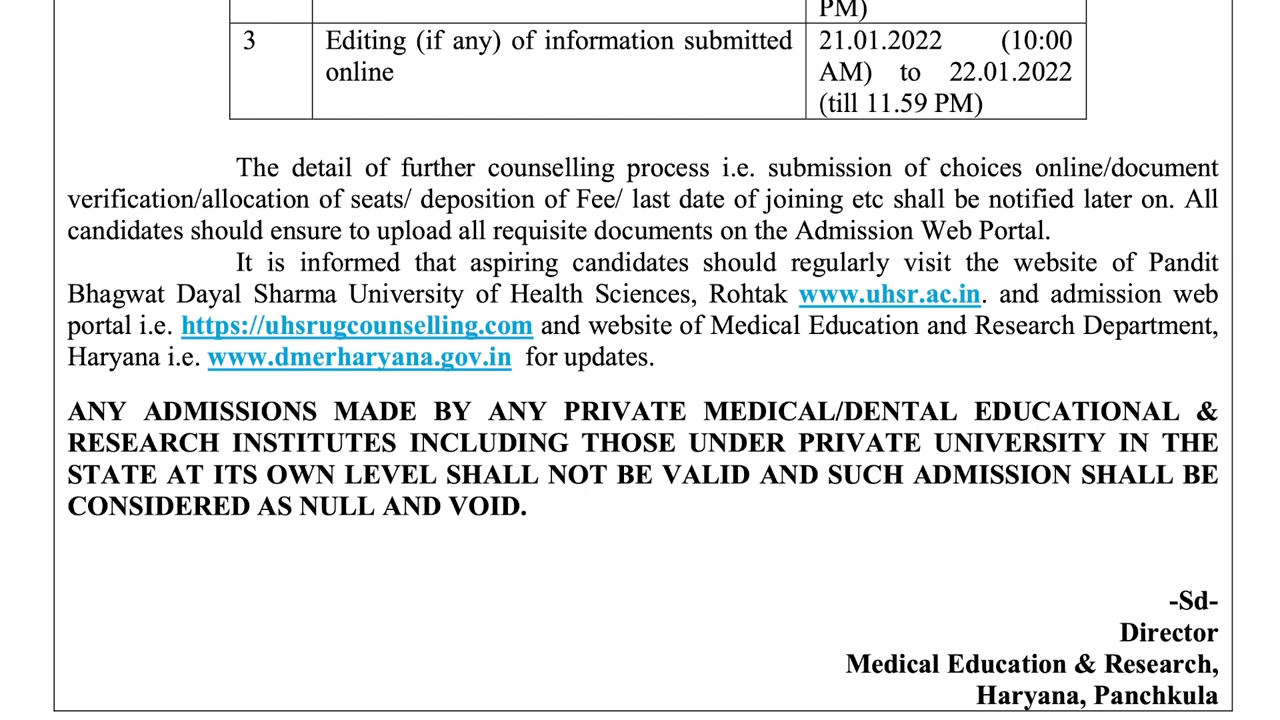 PM)
3 Editing (if any) of information submitted 21.01.2022 (10:00
online AM) to 22.01.2022
(till 11.59 PM)
The detail of further counselling process i.e. submission of choices online/document
verification/allocation of seats/ deposition of Fee/ last date of joining etc shall be notified later on. All
candidates should ensure to upload all requisite documents on the Admission Web Portal.
It is informed that aspiring candidates should regularly visit the website of Pandit
Bhagwat Dayal Sharma University of Health Sciences, Rohtak www.uhsr.ac.in. and admission web
portal i.e. https://uhsrugcounselling.com and website of Medical Education and Research Department,
Haryana i.e. www.dmerharyana.gov.in for updates.
ANY ADMISSIONS MADE BY ANY PRIVATE MEDICAL/DENTAL EDUCATIONAL &
RESEARCH INSTITUTES INCLUDING THOSE UNDER PRIVATE UNIVERSITY IN THE
STATE AT ITS OWN LEVEL SHALL NOT BE VALID AND SUCH ADMISSION SHALL BE
CONSIDERED AS NULL AND VOID.
-Sd-
Director
Medical Education & Research,
Haryana, Panchkula